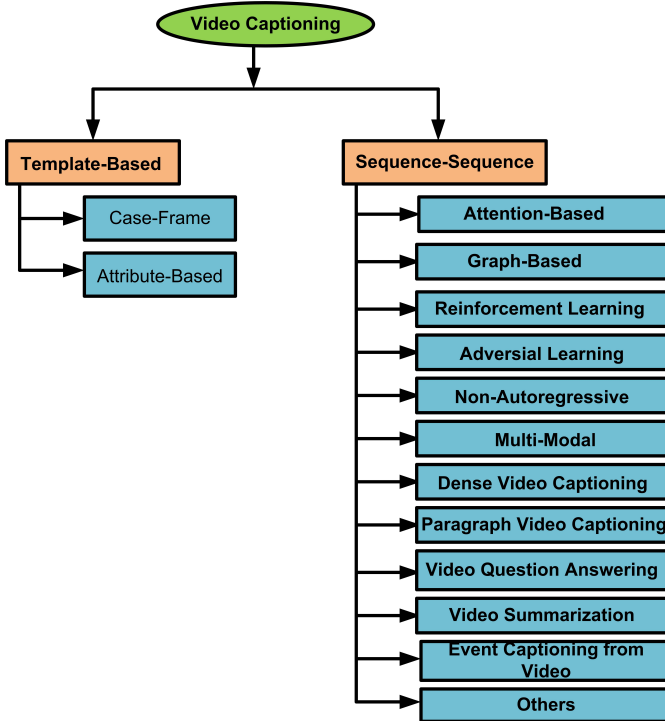 Video Captioning
Template-Based
Case-Frame
Attribute-Based
Sequence-Sequence
Attention-Based
Graph-Based
Reinforcement Learning
Adversial Learning
Non-Autoregressive
Multi-Modal
Dense Video Captioning
Paragraph Video Captioning
Video Question Answering
Video Summarization
Event Captioning from
Video
Others